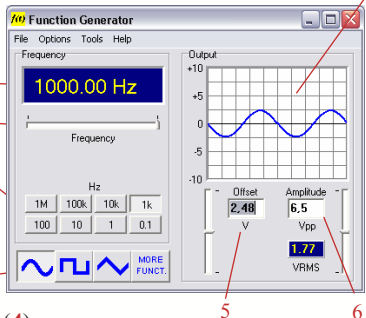 f(t) Function Generator
File Options Tools Help
Frequency
1000.00 Hz
Frequency
Hz
1M 100k 10k 1k
100 10 1 0.1
MORE
FUNCT.
Output
+10
+5
0
-5
-10
Offset Amplitude
2,48 6,5
V Vpp
1.77
VRMS
5 6
(4)